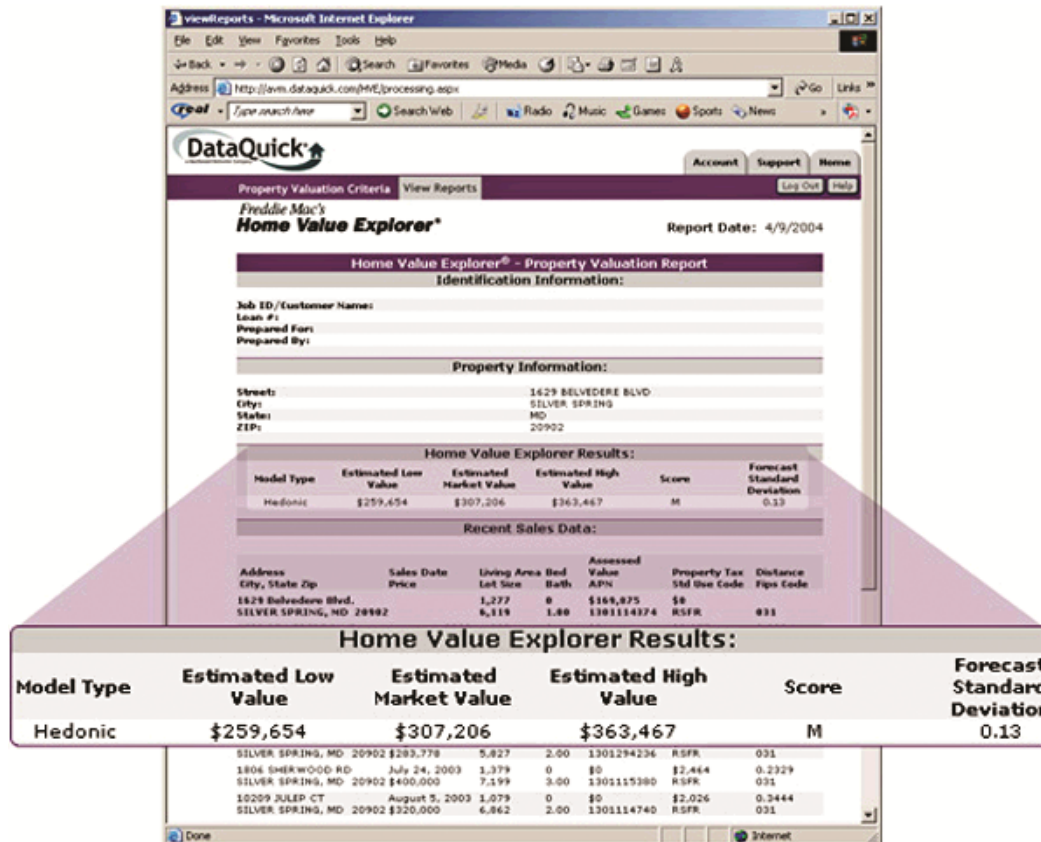 viewReports - Microsoft Internet Explorer
File Edit View Favorites Tools Help
Back Search Favorites Media
Address http://avm.dataquick.com/HVE/processing.aspx Go Links »
real Type search here Search Web Radio Music Games Sports News »
DataQuick
Account Support Home
Property Valuation Criteria View Reports Log Out Help
Freddie Mac's
Home Value Explorer® Report Date: 4/9/2004
Home Value Explorer® - Property Valuation Report
Identification Information:
Job ID/Customer Name:
Loan #:
Prepared For:
Prepared By:
Property Information:
Street: 1629 BELVEDERE BLVD
City: SILVER SPRING
State: MD
ZIP: 20902
Home Value Explorer Results:
Model Type Estimated Low Value Estimated Market Value Estimated High Value Score Forecast Standard Deviation
Hedonic $259,654 $307,206 $363,467 M 0.13
Recent Sales Data:
Address Sales Date Living Area Bed Assessed Value Property Tax Distance
City, State Zip Price Lot Size Bath APN Std Use Code Fips Code
1629 Belvedere Blvd. 1,277 0 $169,875 $0
SILVER SPRING, MD 20902 6,119 1.00 1301114374 RSFR 031
Home Value Explorer Results:
Model Type Estimated Low Value Estimated Market Value Estimated High Value Score Forecast Standard Deviation
Hedonic $259,654 $307,206 $363,467 M 0.13
SILVER SPRING, MD 20902 $283,778 5,827 2.00 1301294236 RSFR 031
1806 SHERWOOD RD July 24, 2003 1,379 0 $0 $2,464 0.2329
SILVER SPRING, MD 20902 $400,000 7,199 3.00 1301115380 RSFR 031
10209 JULEP CT August 5, 2003 1,079 0 $0 $2,026 0.3444
SILVER SPRING, MD 20902 $320,000 6,862 2.00 1301114740 RSFR 031
Done Internet